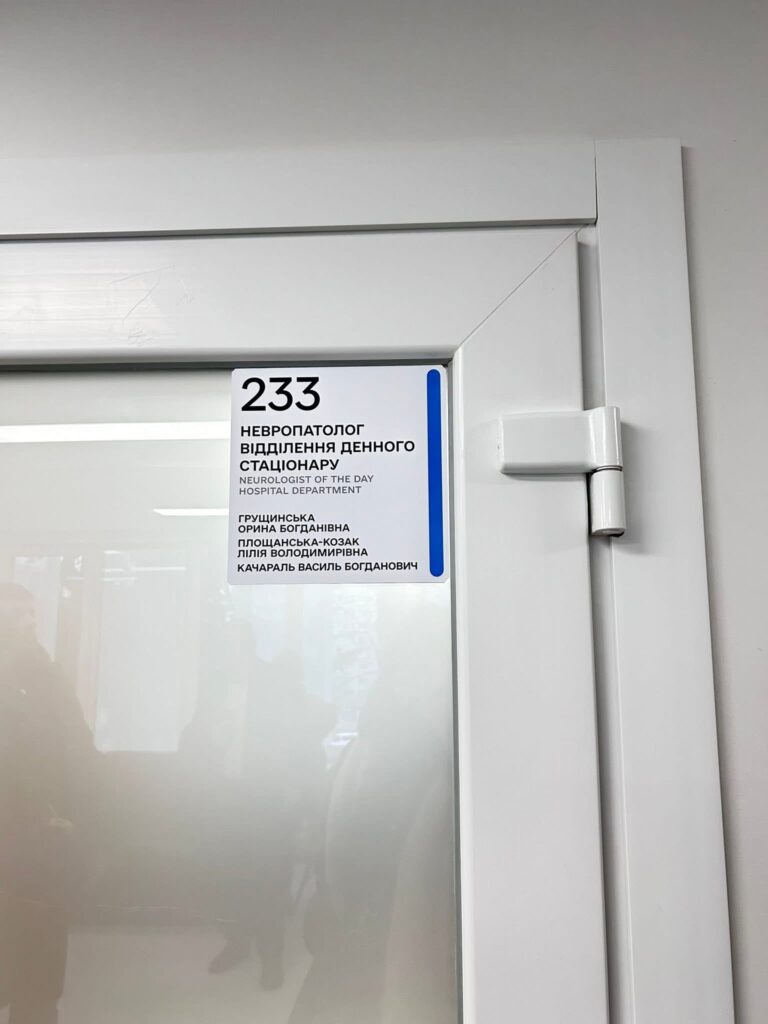 233
НЕВРОПАТОЛОГ
ВІДДІЛЕННЯ ДЕННОГО
СТАЦІОНАРУ
NEUROLOGIST OF THE DAY
HOSPITAL DEPARTMENT
ГРУЩИНСЬКА
ОРИНА БОГДАНІВНА
ПЛОЩАНСЬКА-КОЗАК
ЛІЛІЯ ВОЛОДИМИРІВНА
КАЧАРАЛЬ ВАСИЛЬ БОГДАНОВИЧ